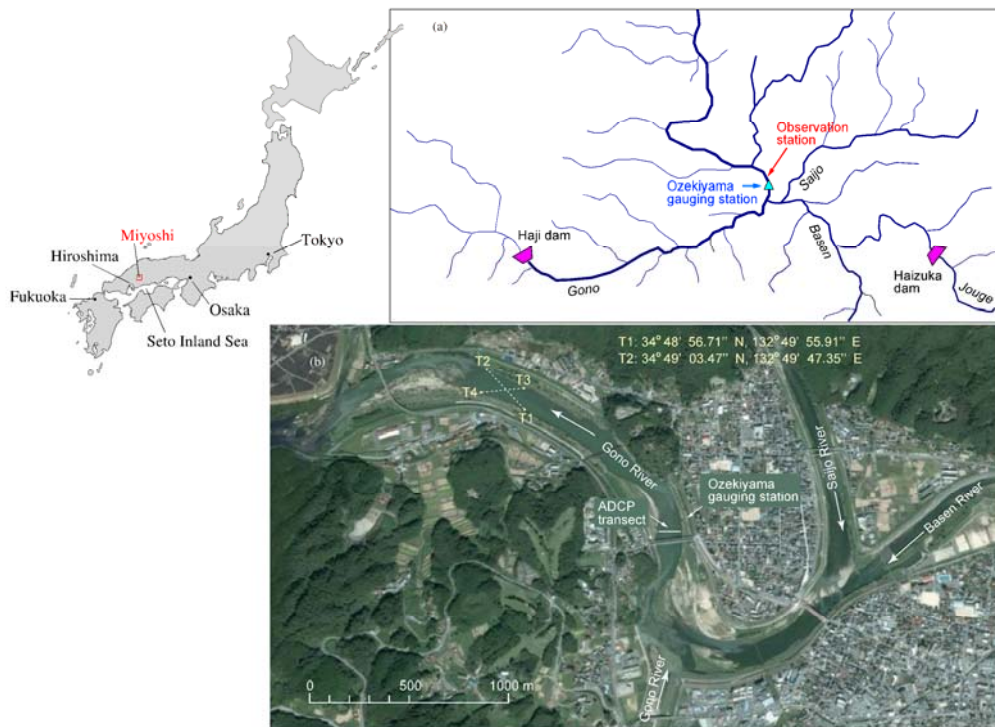 Miyoshi
Hiroshima
Fukuoka
Tokyo
Osaka
Seto Inland Sea
(a)
Observation
station
Ozekiyama
gauging station
Saijo
Basan
Haji dam
Gono
Haizuka
dam
Jouge
(b)
T1: 34° 48' 56.71" N, 132° 49' 55.91" E
T2: 34° 49' 03.47" N, 132° 49' 47.35" E
T2
T3
T4
T1
Gono River
Saijo River
Ozekiyama
gauging station
ADCP
transect
Basen River
Gono River
0 500 1000 m